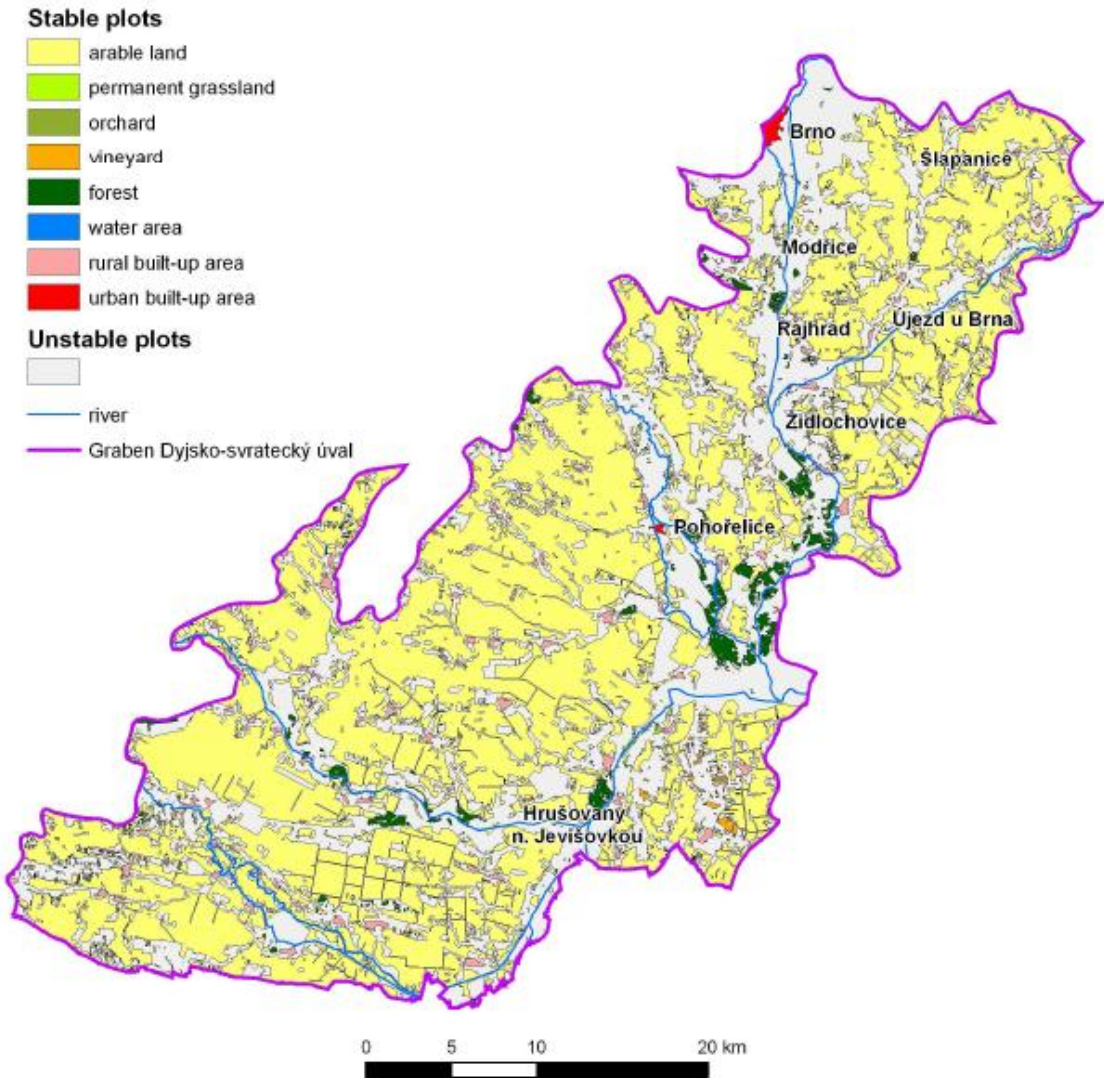 Stable plots
arable land
permanent grassland
orchard
vineyard
forest
water area
rural built-up area
urban built-up area
Unstable plots
river
Graben Dyjsko-svratecký úval
Brno
Šlapanice
Modřice
Rajhrad
Újezd u Brna
Židlochovice
Pohořelice
Hrušovany
n. Jevišovkou
0 5 10 20 km